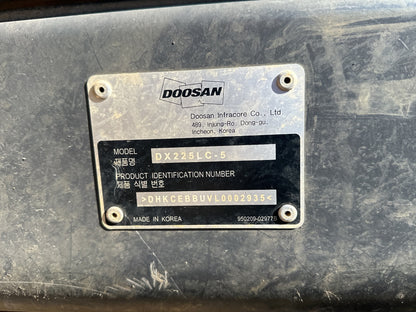 DOOSAN
Doosan Infracore Co., Ltd
489, Injung-Ro, Dong-gu,
Incheon, Korea
MODEL
제품명
DX225LC-5
PRODUCT IDENTIFICATION NUMBER
제품 식별 번호
>DHKCEBBUVL0002935<
MADE IN KOREA
950209-02977B